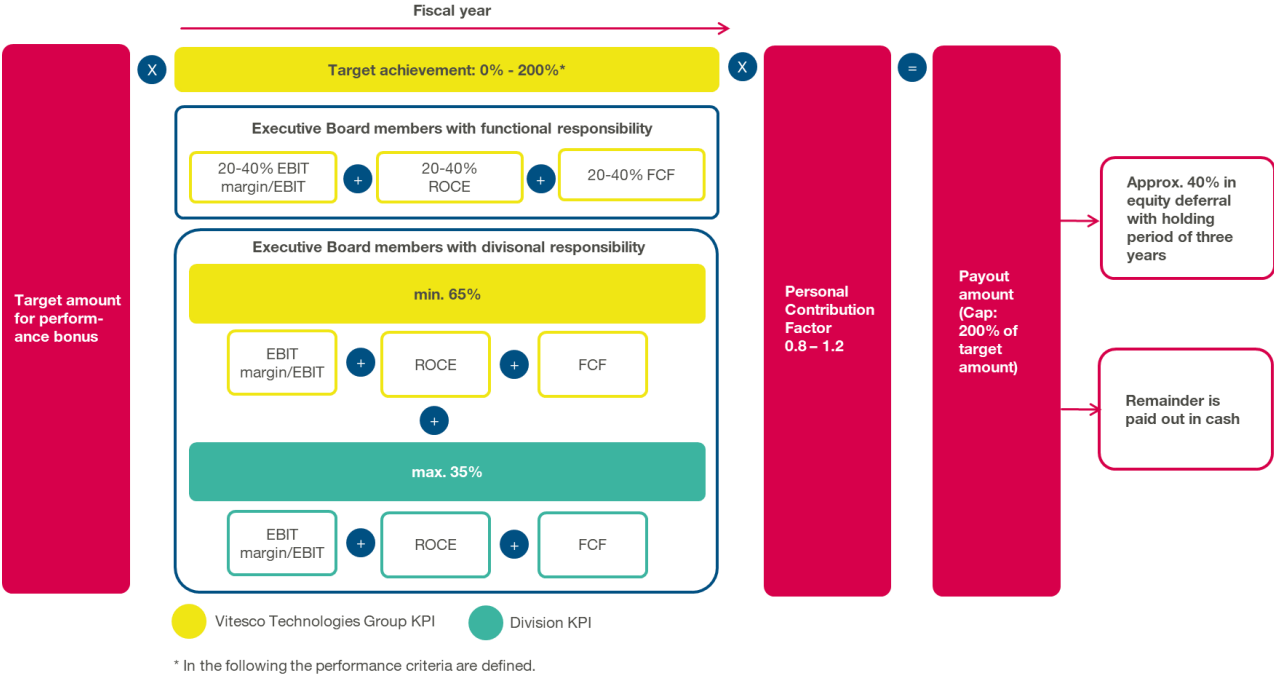 Fiscal year
Target amount
for perform-
ance bonus
X
Target achievement: 0% - 200%*
Executive Board members with functional responsibility
20-40% EBIT
margin/EBIT
+
20-40%
ROCE
+
20-40% FCF
Executive Board members with divisonal responsibility
min. 65%
EBIT
margin/EBIT
+
ROCE
+
FCF
+
max. 35%
EBIT
margin/EBIT
+
ROCE
+
FCF
X
Personal
Contribution
Factor
0.8 – 1.2
=
Payout
amount
(Cap:
200% of
target
amount)
Approx. 40% in
equity deferral
with holding
period of three
years
Remainder is
paid out in cash
Vitesco Technologies Group KPI
Division KPI
* In the following the performance criteria are defined.